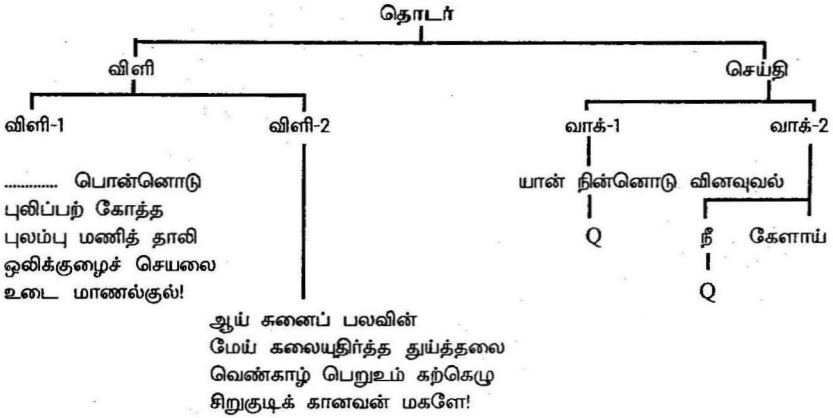 தொடர்
விளி செய்தி
விளி-1 விளி-2 வாக்-1 வாக்-2
............. பொன்னொடு
புலிப்பற் கோத்த
புலம்பு மணித் தாலி
ஒலிக்குழைச் செயலை
உடை மாணல்குல்!
யான் நின்னொடு வினவுவல்
Q
நீ கேளாய்
Q
ஆய் சுனைப் பலவின்
மேய் கலையுதிர்த்த துய்த்தலை
வெண்காழ் பெறூஉம் கற்கெழு
சிறுகுடிக் கானவன் மகளே!